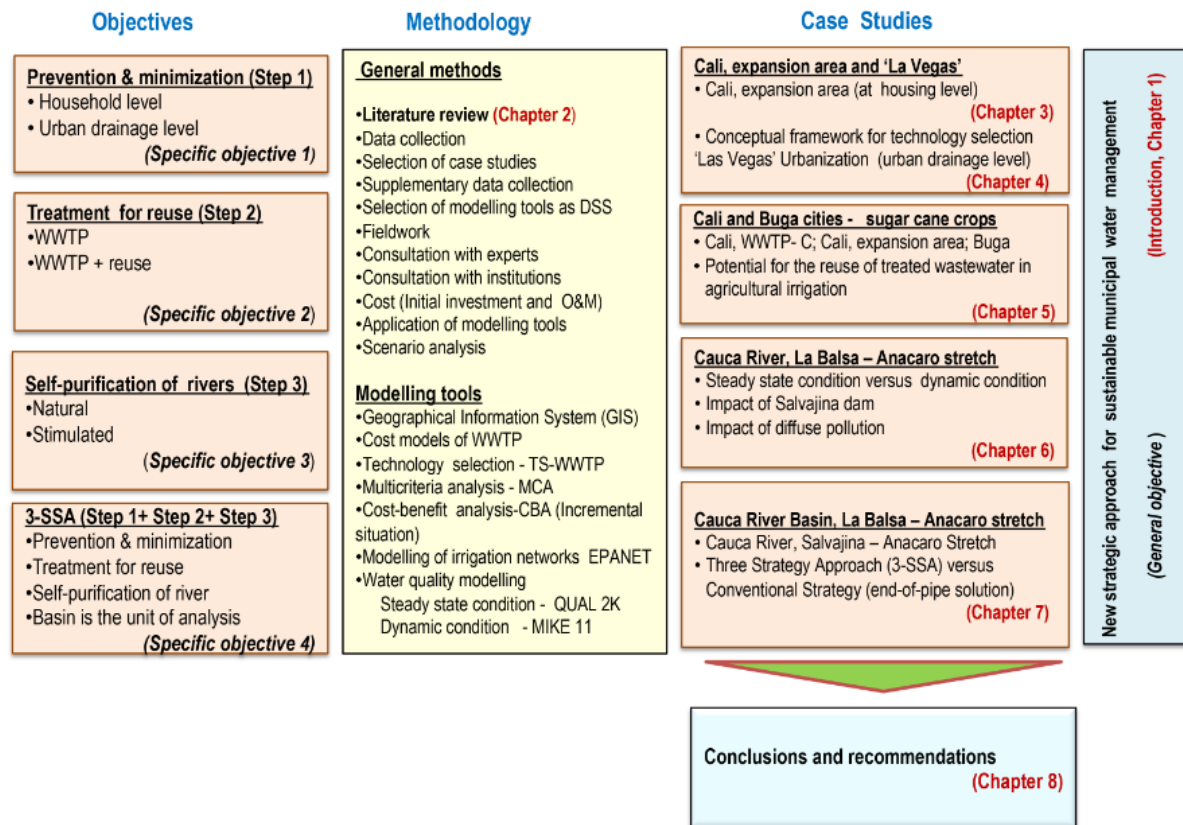 Objectives
Prevention & minimization (Step 1)
• Household level
• Urban drainage level
(Specific objective 1)
Treatment for reuse (Step 2)
• WWTP
• WWTP + reuse
(Specific objective 2)
Self-purification of rivers (Step 3)
•Natural
•Stimulated
(Specific objective 3)
3-SSA (Step 1+ Step 2+ Step 3)
•Prevention & minimization
•Treatment for reuse
•Self-purification of river
•Basin is the unit of analysis
(Specific objective 4)
Methodology
General methods
•Literature review (Chapter 2)
•Data collection
•Selection of case studies
•Supplementary data collection
•Selection of modelling tools as DSS
•Fieldwork
•Consultation with experts
•Consultation with institutions
•Cost (Initial investment and O&M)
•Application of modelling tools
•Scenario analysis
Modelling tools
•Geographical Information System (GIS)
•Cost models of WWTP
•Technology selection - TS-WWTP
•Multicriteria analysis - MCA
•Cost-benefit analysis-CBA (Incremental
situation)
•Modelling of irrigation networks EPANET
•Water quality modelling
Steady state condition - QUAL 2K
Dynamic condition - MIKE 11
Case Studies
Cali, expansion area and ‘La Vegas’
• Cali, expansion area (at housing level)
(Chapter 3)
• Conceptual framework for technology selection
‘Las Vegas’ Urbanization (urban drainage level)
(Chapter 4)
Cali and Buga cities - sugar cane crops
• Cali, WWTP- C; Cali, expansion area; Buga
• Potential for the reuse of treated wastewater in
agricultural irrigation
(Chapter 5)
Cauca River, La Balsa – Anacaro stretch
• Steady state condition versus dynamic condition
• Impact of Salvajina dam
• Impact of diffuse pollution
(Chapter 6)
Cauca River Basin, La Balsa – Anacaro stretch
• Cauca River, Salvajina – Anacaro Stretch
• Three Strategy Approach (3-SSA) versus
Conventional Strategy (end-of-pipe solution)
(Chapter 7)
New strategic approach for sustainable municipal water management
(General objective) (Introduction, Chapter 1)
Conclusions and recommendations
(Chapter 8)